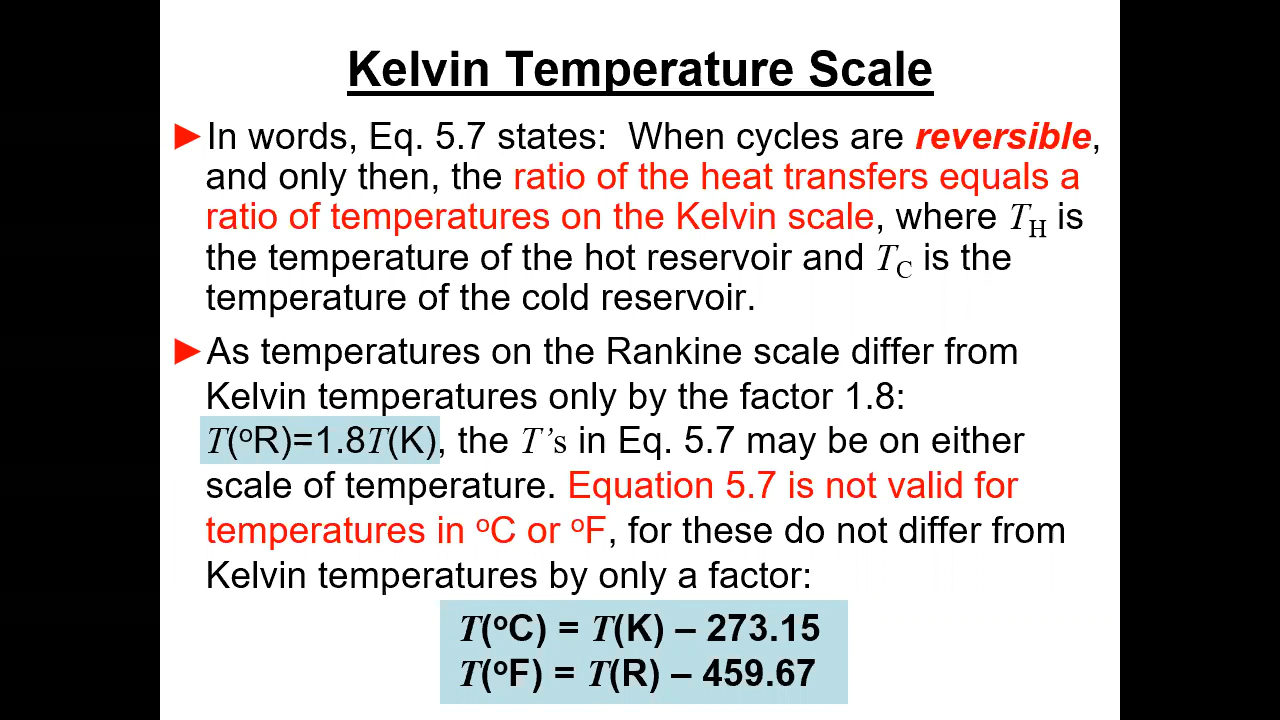 Kelvin Temperature Scale
►In words, Eq. 5.7 states:  When cycles are reversible,
and only then, the ratio of the heat transfers equals a
ratio of temperatures on the Kelvin scale, where TH is
the temperature of the hot reservoir and TC is the
temperature of the cold reservoir.
►As temperatures on the Rankine scale differ from
Kelvin temperatures only by the factor 1.8:
T(oR)=1.8T(K), the T’s in Eq. 5.7 may be on either
scale of temperature. Equation 5.7 is not valid for
temperatures in oC or oF, for these do not differ from
Kelvin temperatures by only a factor:
T(oC) = T(K) – 273.15
T(oF) = T(R) – 459.67